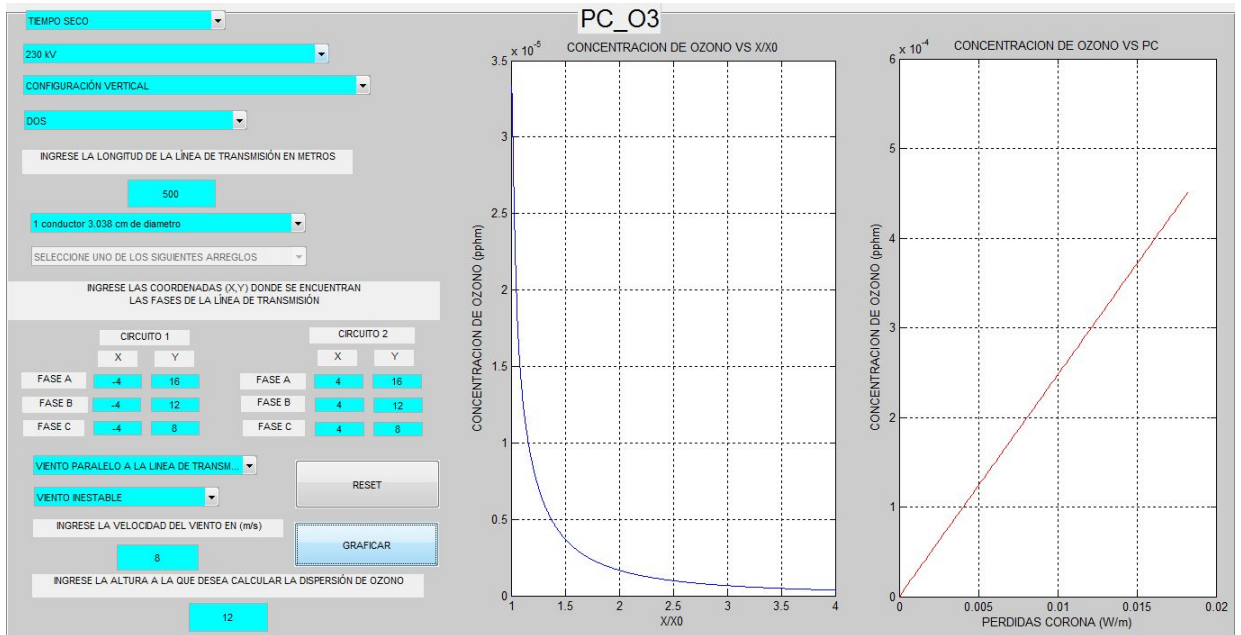 PC_O3
TIEMPO SECO
230 kV
CONFIGURACIÓN VERTICAL
DOS
INGRESE LA LONGITUD DE LA LÍNEA DE TRANSMISIÓN EN METROS
500
1 conductor 3.038 cm de diametro
SELECCIONE UNO DE LOS SIGUIENTES ARREGLOS
INGRESE LAS COORDENADAS (X,Y) DONDE SE ENCUENTRAN
LAS FASES DE LA LÍNEA DE TRANSMISIÓN
CIRCUITO 1
X Y
FASE A -4 16
FASE B -4 12
FASE C -4 8
CIRCUITO 2
X Y
FASE A 4 16
FASE B 4 12
FASE C 4 8
VIENTO PARALELO A LA LINEA DE TRANSM...
VIENTO INESTABLE
RESET
INGRESE LA VELOCIDAD DEL VIENTO EN (m/s)
8
GRAFICAR
INGRESE LA ALTURA A LA QUE DESEA CALCULAR LA DISPERSIÓN DE OZONO
12
CONCENTRACION DE OZONO VS X/X0
x 10-5
3.5
3
2.5
2
1.5
1
0.5
0
CONCENTRACION DE OZONO (pphm)
1 1.5 2 2.5 3 3.5 4
X/X0
CONCENTRACION DE OZONO VS PC
x 10-4
6
5
4
3
2
1
0
CONCENTRACION DE OZONO (pphm)
0 0.005 0.01 0.015 0.02
PERDIDAS CORONA (W/m)